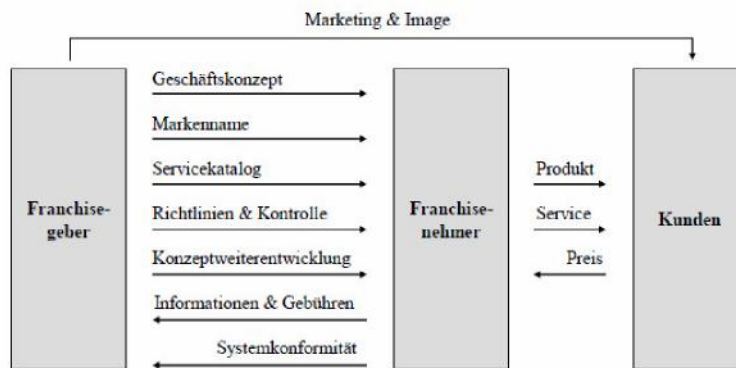 Marketing & Image
Geschäftskonzept
Markenname
Servicekatalog
Richtlinien & Kontrolle
Konzeptweiterentwicklung
Informationen & Gebühren
Systemkonformität
Franchise-
geber
Franchise-
nehmer
Produkt
Service
Preis
Kunden